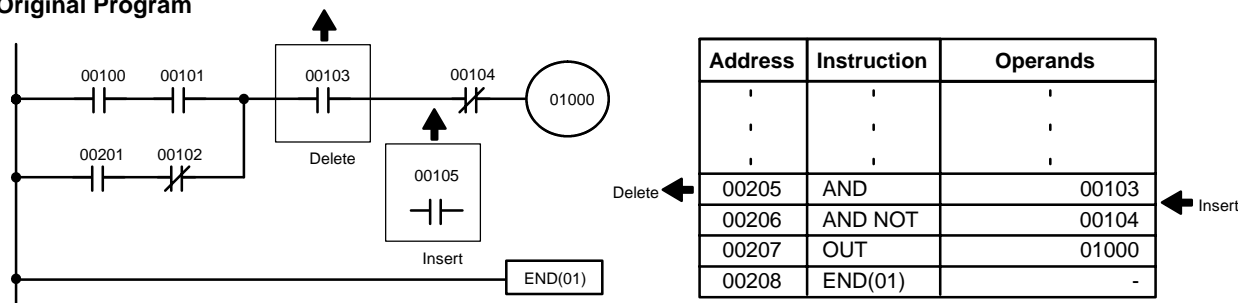 Original Program
00100 00101 00103 00104
01000
00201 00102 Delete
00105
Insert
END(01)
Address Instruction Operands
Delete 00205 AND 00103
Insert
00206 AND NOT 00104
00207 OUT 01000
00208 END(01) -